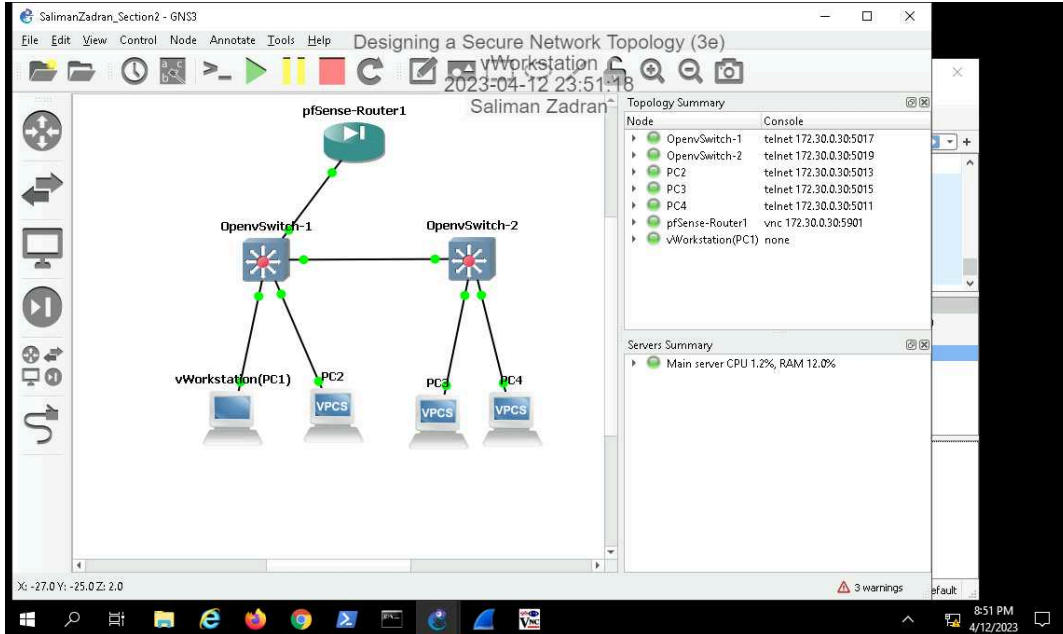 SalimanZadran_Section2 - GNS3
File Edit View Control Node Annotate Tools Help
Designing a Secure Network Topology (3e)
vWorkstation
2023-04-12 23:51:18
Saliman Zadran
pfSense-Router1
OpenvSwitch-1
OpenvSwitch-2
vWorkstation(PC1)
PC2
PC3
PC4
VPCS
VPCS
VPCS
Topology Summary
Node Console
OpenvSwitch-1 telnet 172.30.0.30:5017
OpenvSwitch-2 telnet 172.30.0.30:5019
PC2 telnet 172.30.0.30:5013
PC3 telnet 172.30.0.30:5015
PC4 telnet 172.30.0.30:5011
pfSense-Router1 vnc 172.30.0.30:5901
vWorkstation(PC1) none
Servers Summary
Main server CPU 1.2%, RAM 12.0%
X: -27.0 Y: -25.0 Z: 2.0
3 warnings
efault
8:51 PM
4/12/2023